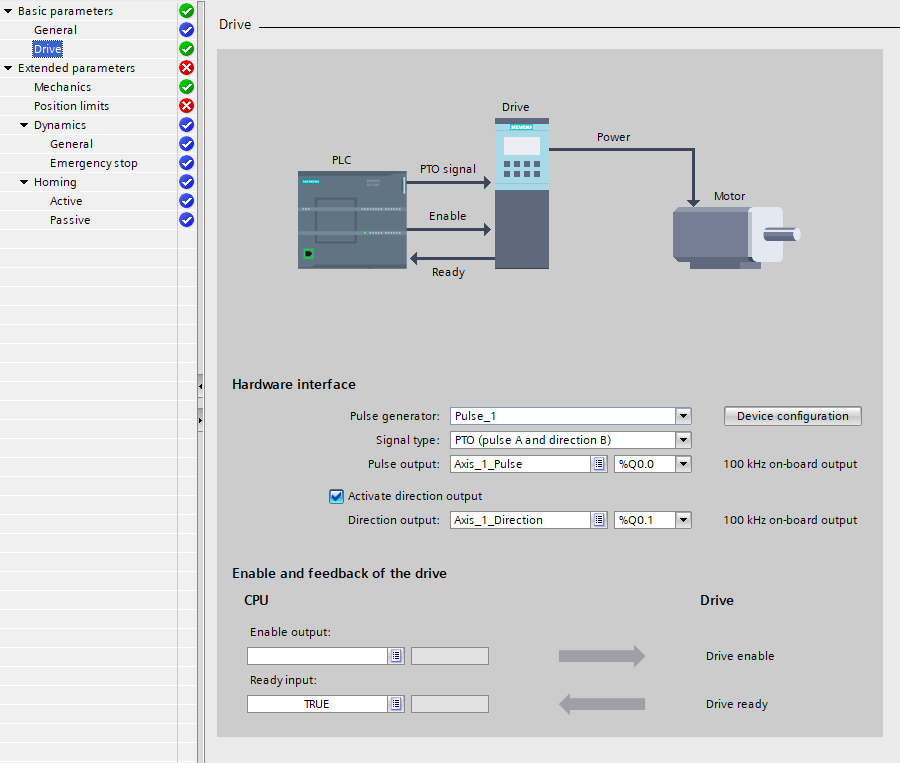 Basic parameters
General
Drive
Extended parameters
Mechanics
Position limits
Dynamics
General
Emergency stop
Homing
Active
Passive
Drive
Drive
SIEMENS
Power
PLC
PTO signal
Motor
Enable
Ready
Hardware interface
Pulse generator: Pulse_1 Device configuration
Signal type: PTO (pulse A and direction B)
Pulse output: Axis_1_Pulse %Q0.0 100 kHz on-board output
Activate direction output
Direction output: Axis_1_Direction %Q0.1 100 kHz on-board output
Enable and feedback of the drive
CPU Drive
Enable output:
Drive enable
Ready input:
TRUE Drive ready